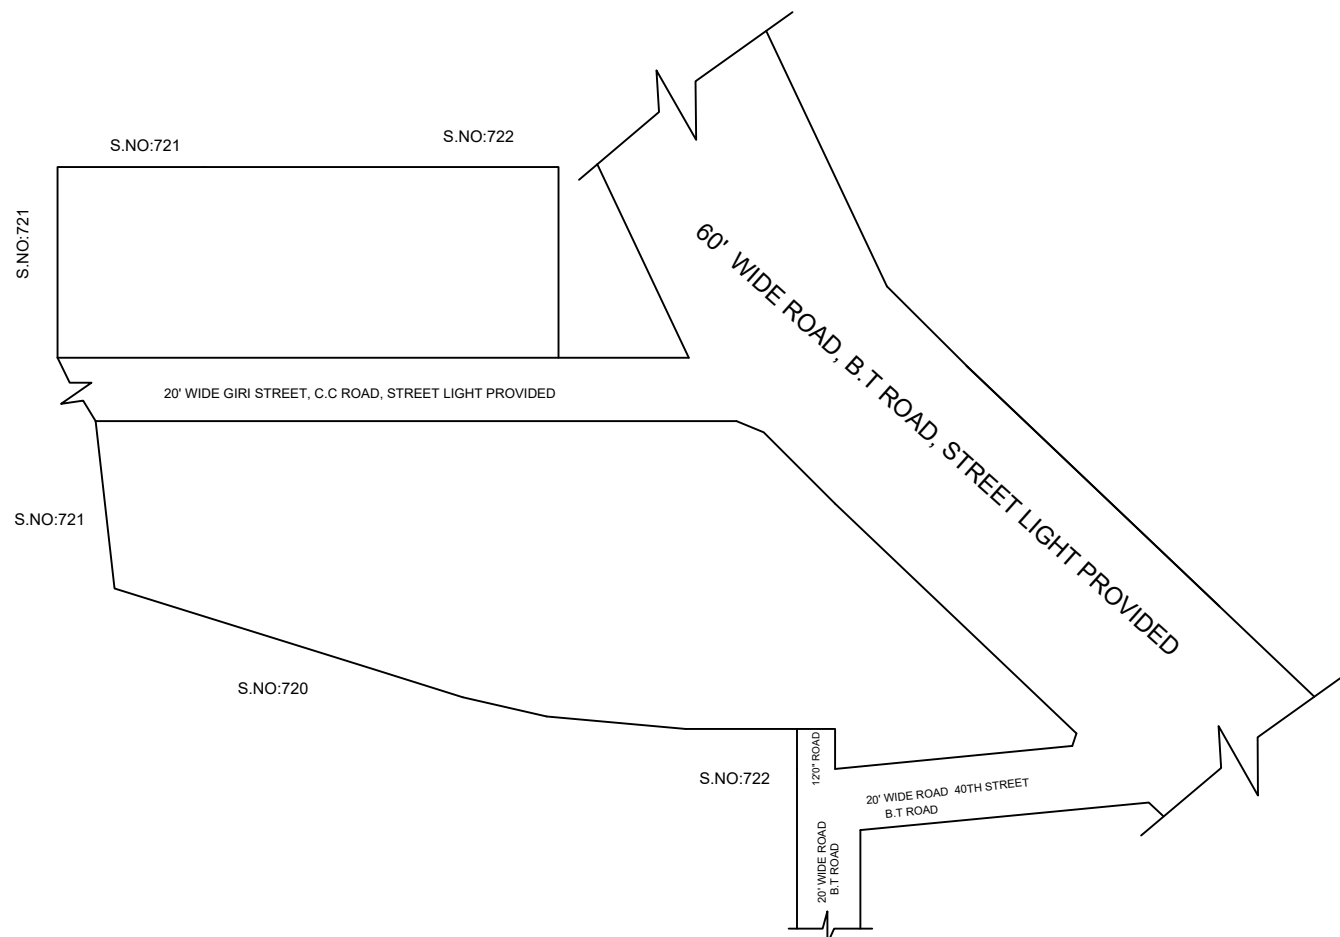 S.NO:721
S.NO:722
S.NO:721
60' WIDE ROAD, B.T ROAD, STREET LIGHT PROVIDED
20' WIDE GIRI STREET, C.C ROAD, STREET LIGHT PROVIDED
S.NO:721
S.NO:720
S.NO:722
12'0" ROAD
20' WIDE ROAD 40TH STREET
B.T ROAD
20' WIDE ROAD
B.T ROAD